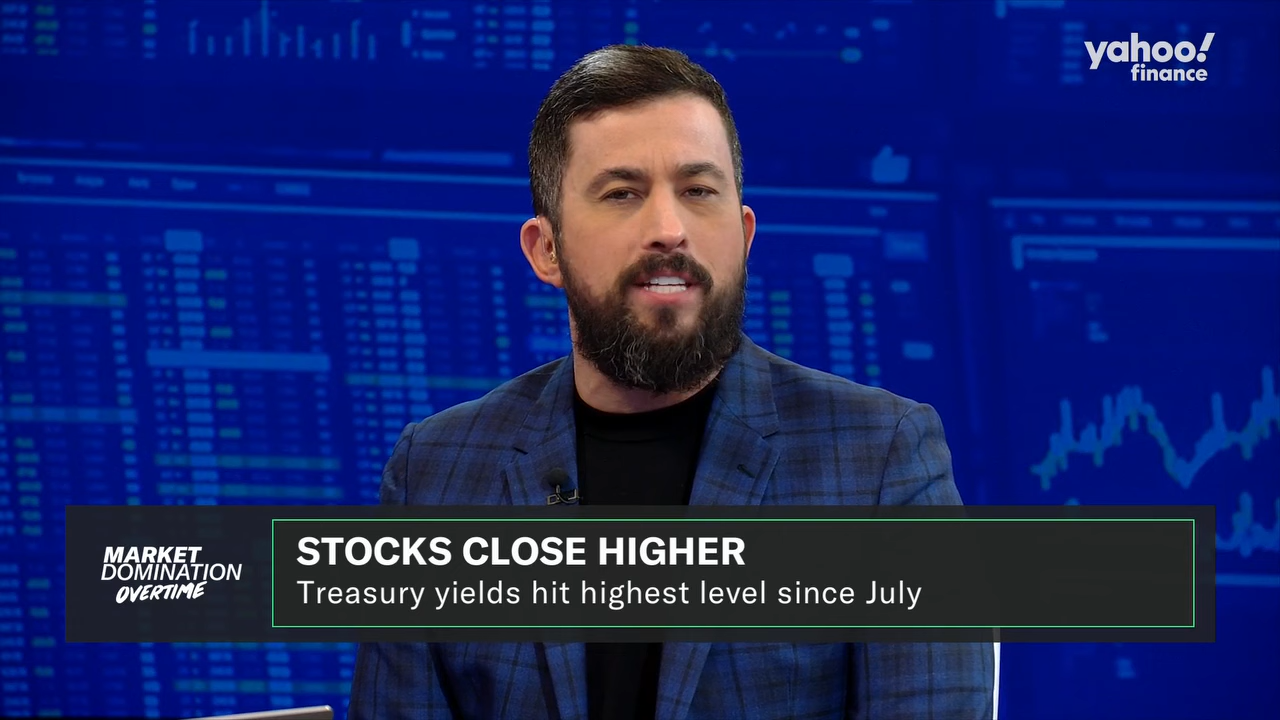 yahoo!
finance
MARKET
DOMINATION
OVERTIME
STOCKS CLOSE HIGHER
Treasury yields hit highest level since July